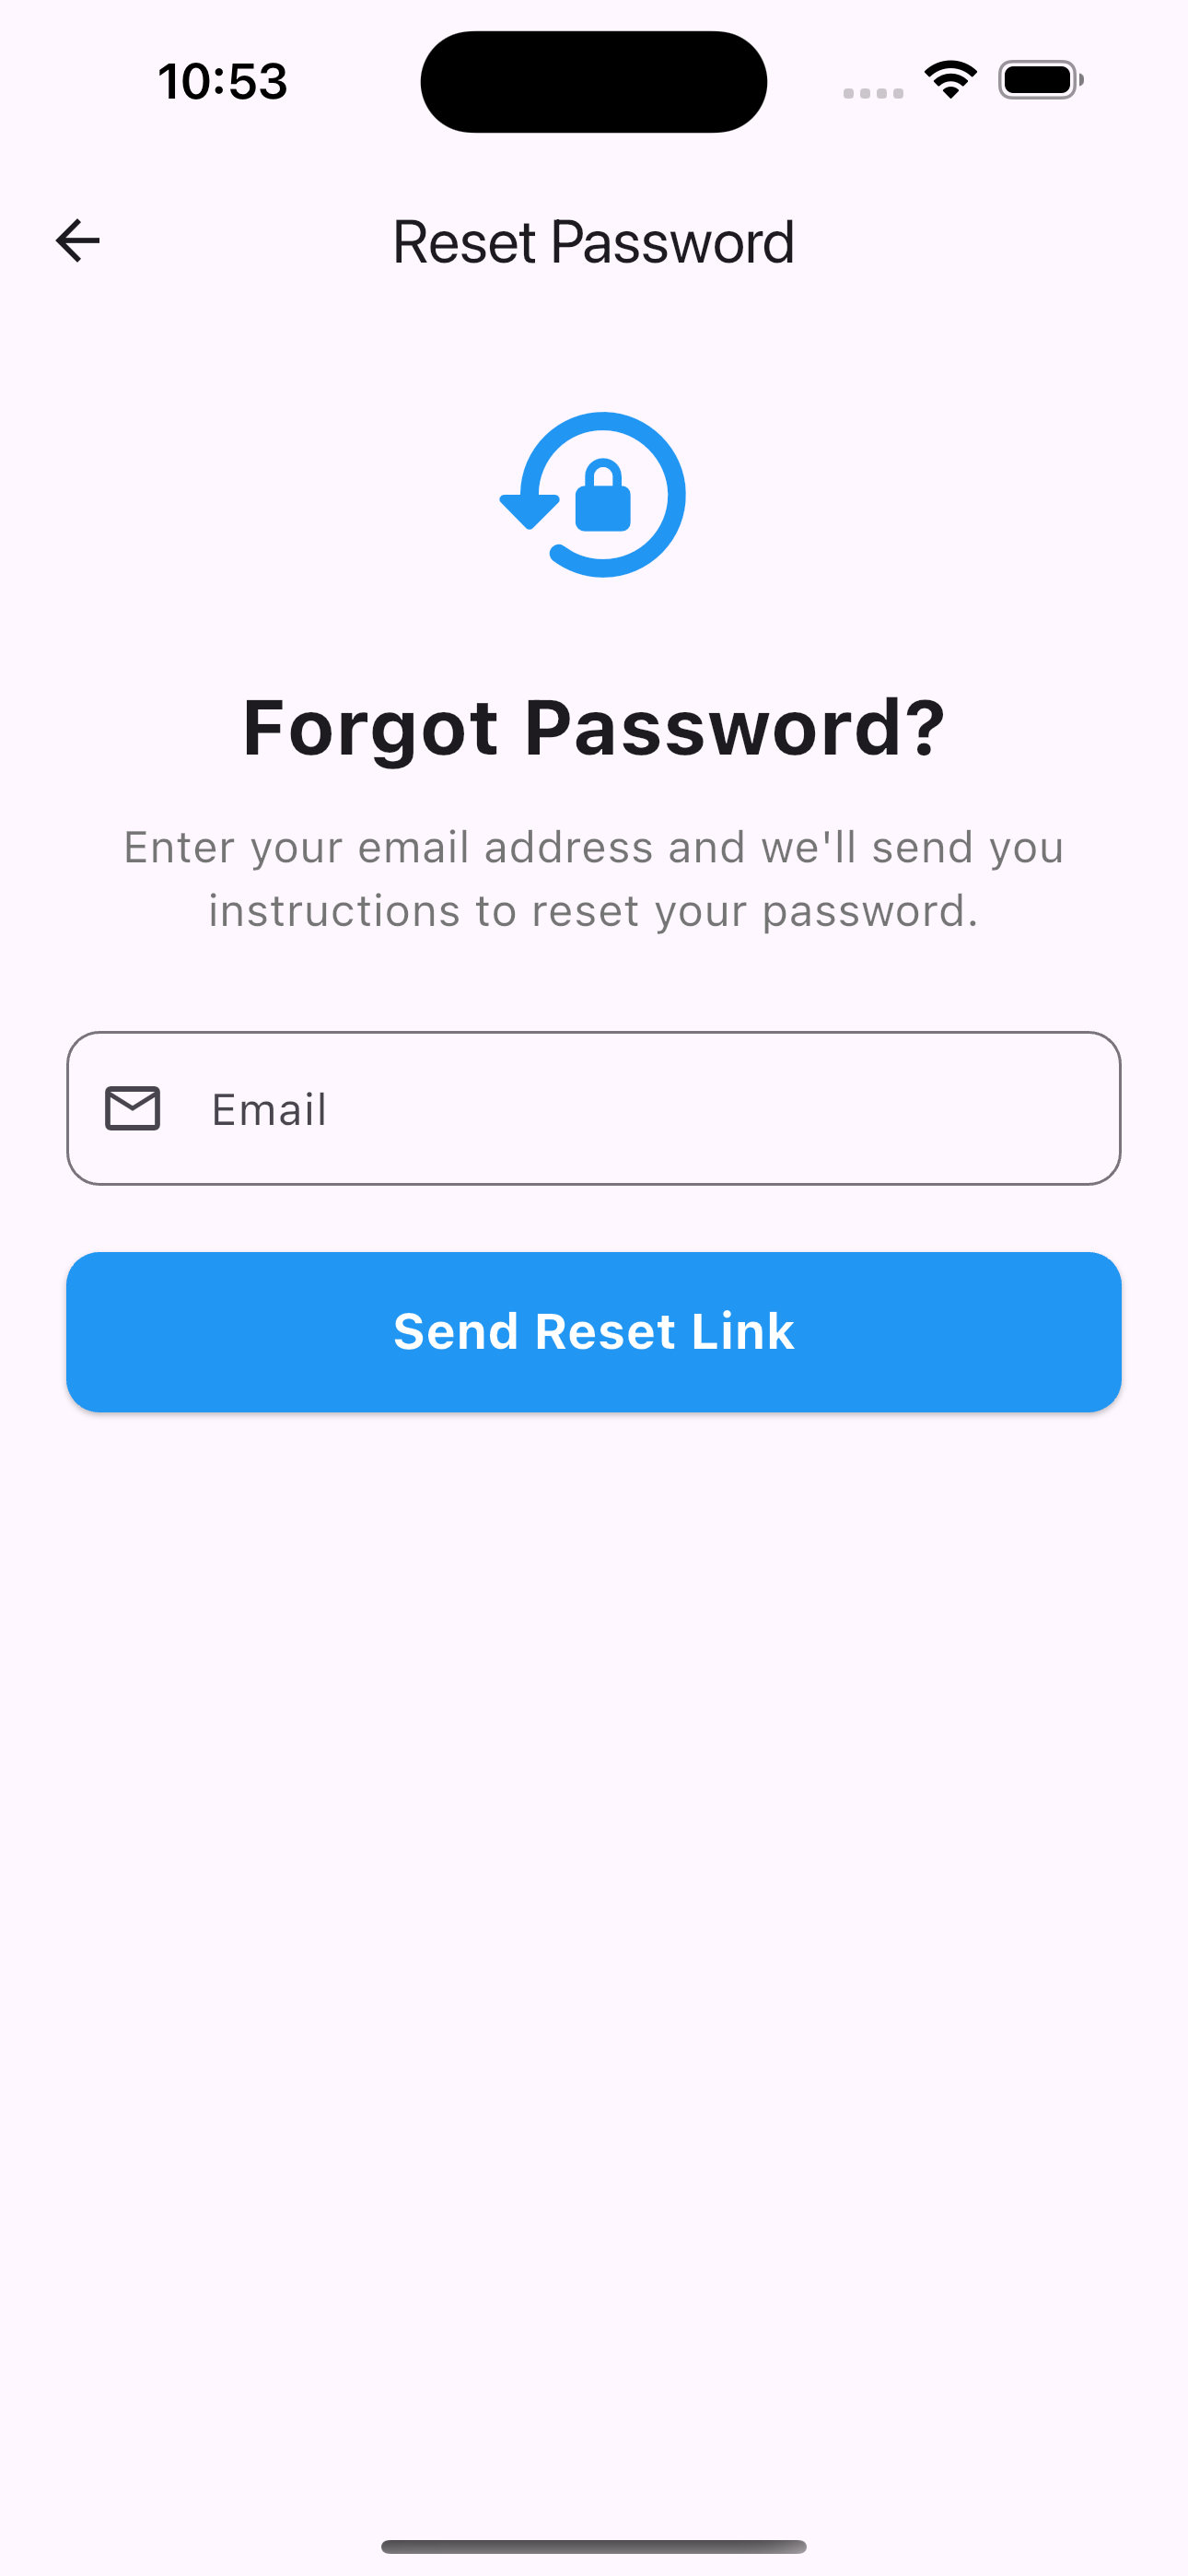 10:53
Reset Password
Forgot Password?
Enter your email address and we'll send you
instructions to reset your password.
Email
Send Reset Link